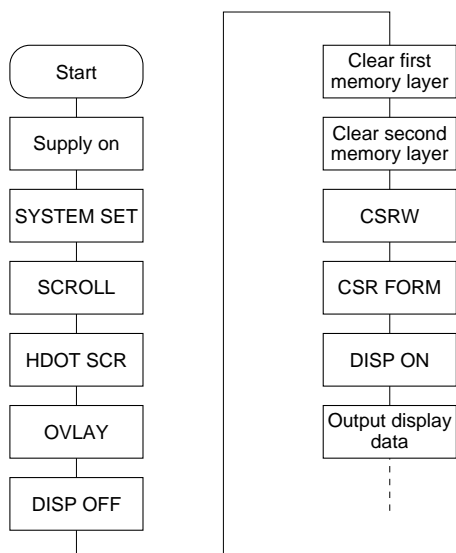 Start
Supply on
SYSTEM SET
SCROLL
HDOT SCR
OVLAY
DISP OFF
Clear first
memory layer
Clear second
memory layer
CSRW
CSR FORM
DISP ON
Output display
data